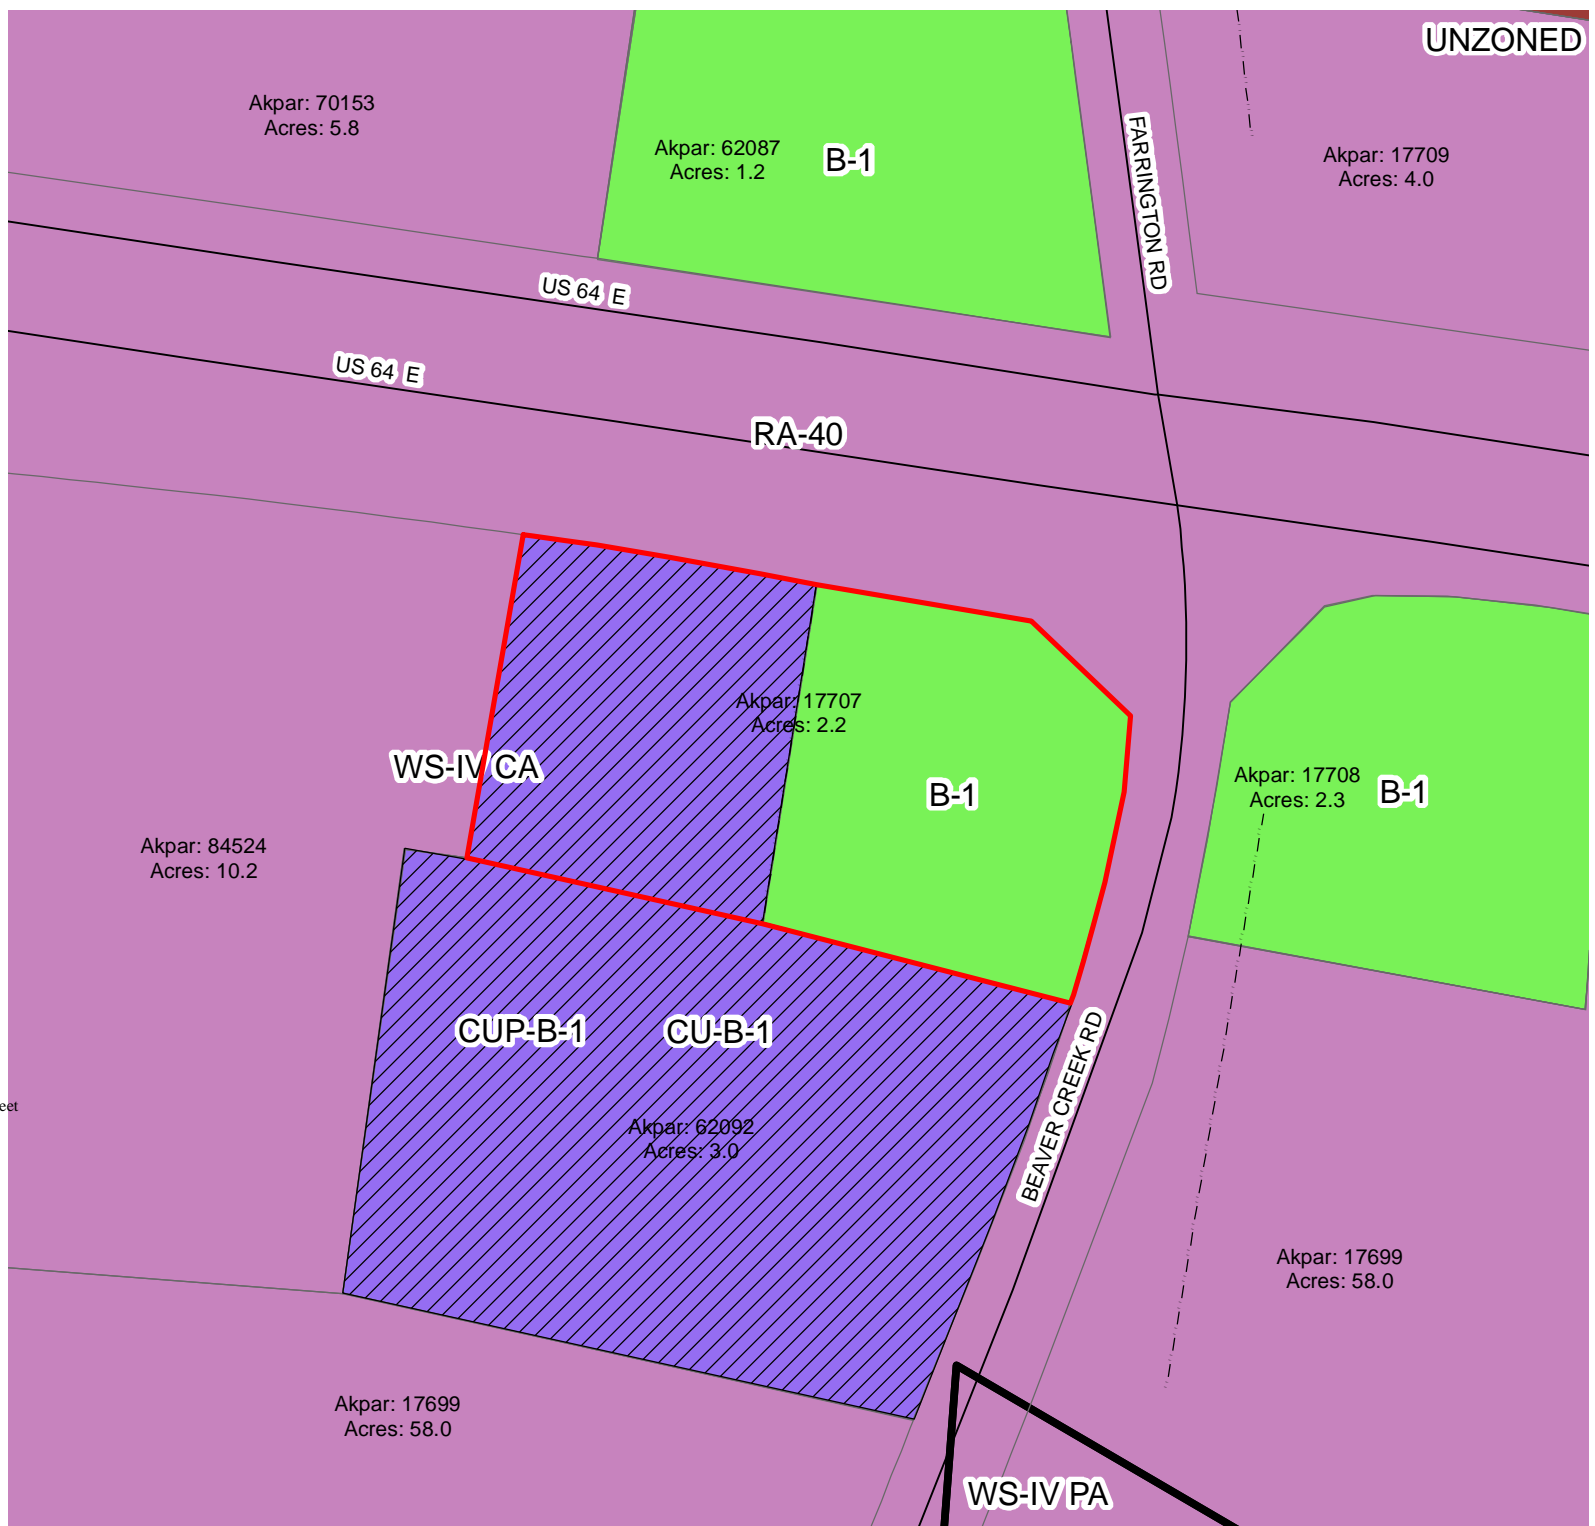 UNZONED
Akpar: 70153
Acres: 5.8
Akpar: 62087
Acres: 1.2
B-1
FARRINGTON RD
Akpar: 17709
Acres: 4.0
US 64 E
US 64 E
RA-40
Akpar: 17707
Acres: 2.2
WS-IV CA
B-1
Akpar: 17708
Acres: 2.3
B-1
Akpar: 84524
Acres: 10.2
CUP-B-1
CU-B-1
BEAVER CREEK RD
eet
Akpar: 62092
Acres: 3.0
Akpar: 17699
Acres: 58.0
Akpar: 17699
Acres: 58.0
WS-IV PA